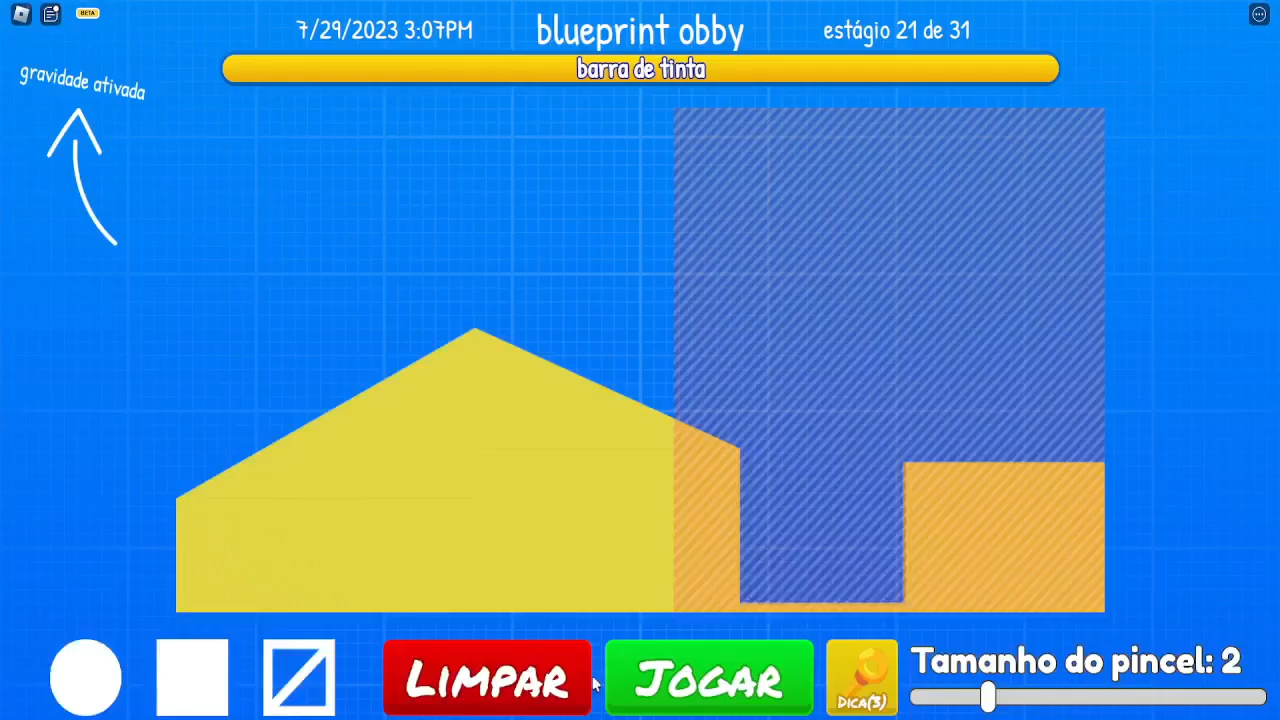 BETA
7/29/2023 3:07PM
blueprint obby
estágio 21 de 31
barra de tinta
gravidade ativada
LIMPAR
JOGAR
DICA(3)
Tamanho do pincel: 2